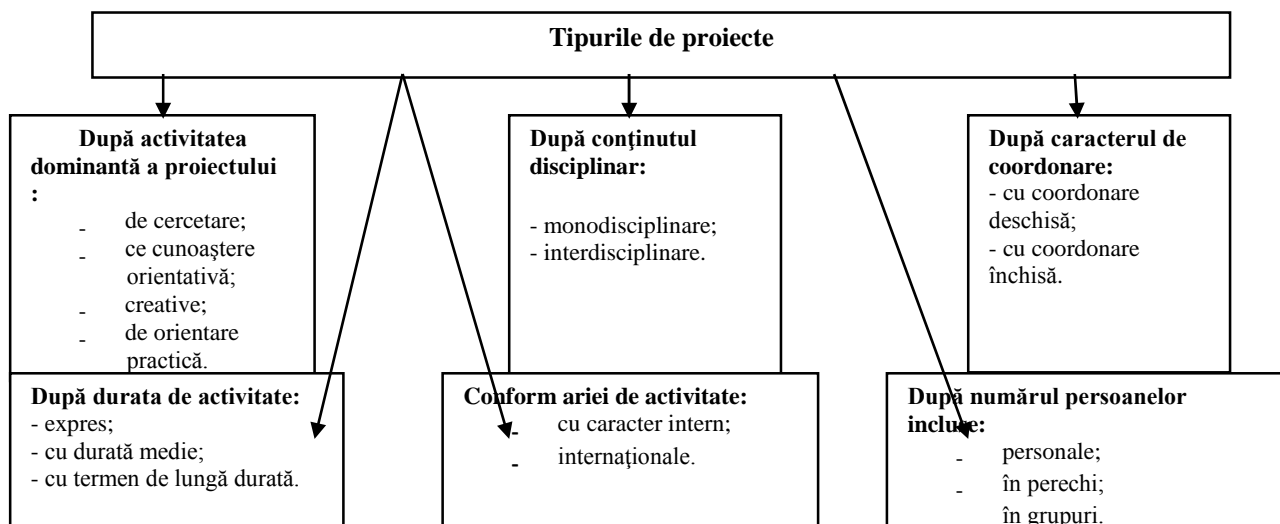 Tipurile de proiecte
După activitatea
dominantă a proiectului
:
- de cercetare;
- ce cunoaştere
orientativă;
- creative;
- de orientare
practică.
După conţinutul
disciplinar:
- monodisciplinare;
- interdisciplinare.
După caracterul de
coordonare:
- cu coordonare
deschisă;
- cu coordonare
închisă.
După durata de activitate:
- expres;
- cu durată medie;
- cu termen de lungă durată.
Conform ariei de activitate:
- cu caracter intern;
- internaţionale.
După numărul persoanelor
incluse:
- personale;
- în perechi;
în grupuri.